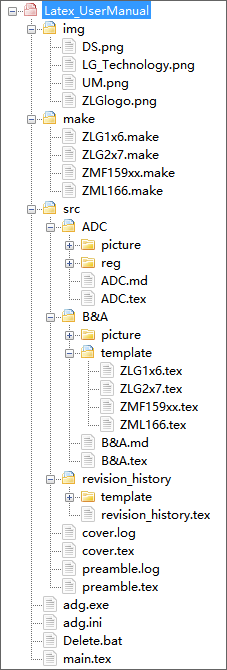 Latex_UserManual
img
DS.png
LG_Technology.png
UM.png
ZLGlogo.png
make
ZLG1x6.make
ZLG2x7.make
ZMF159xx.make
ZML166.make
src
ADC
picture
reg
ADC.md
ADC.tex
B&A
picture
template
ZLG1x6.tex
ZLG2x7.tex
ZMF159xx.tex
ZML166.tex
B&A.md
B&A.tex
revision_history
template
revision_history.tex
cover.log
cover.tex
preamble.log
preamble.tex
adg.exe
adg.ini
Delete.bat
main.tex